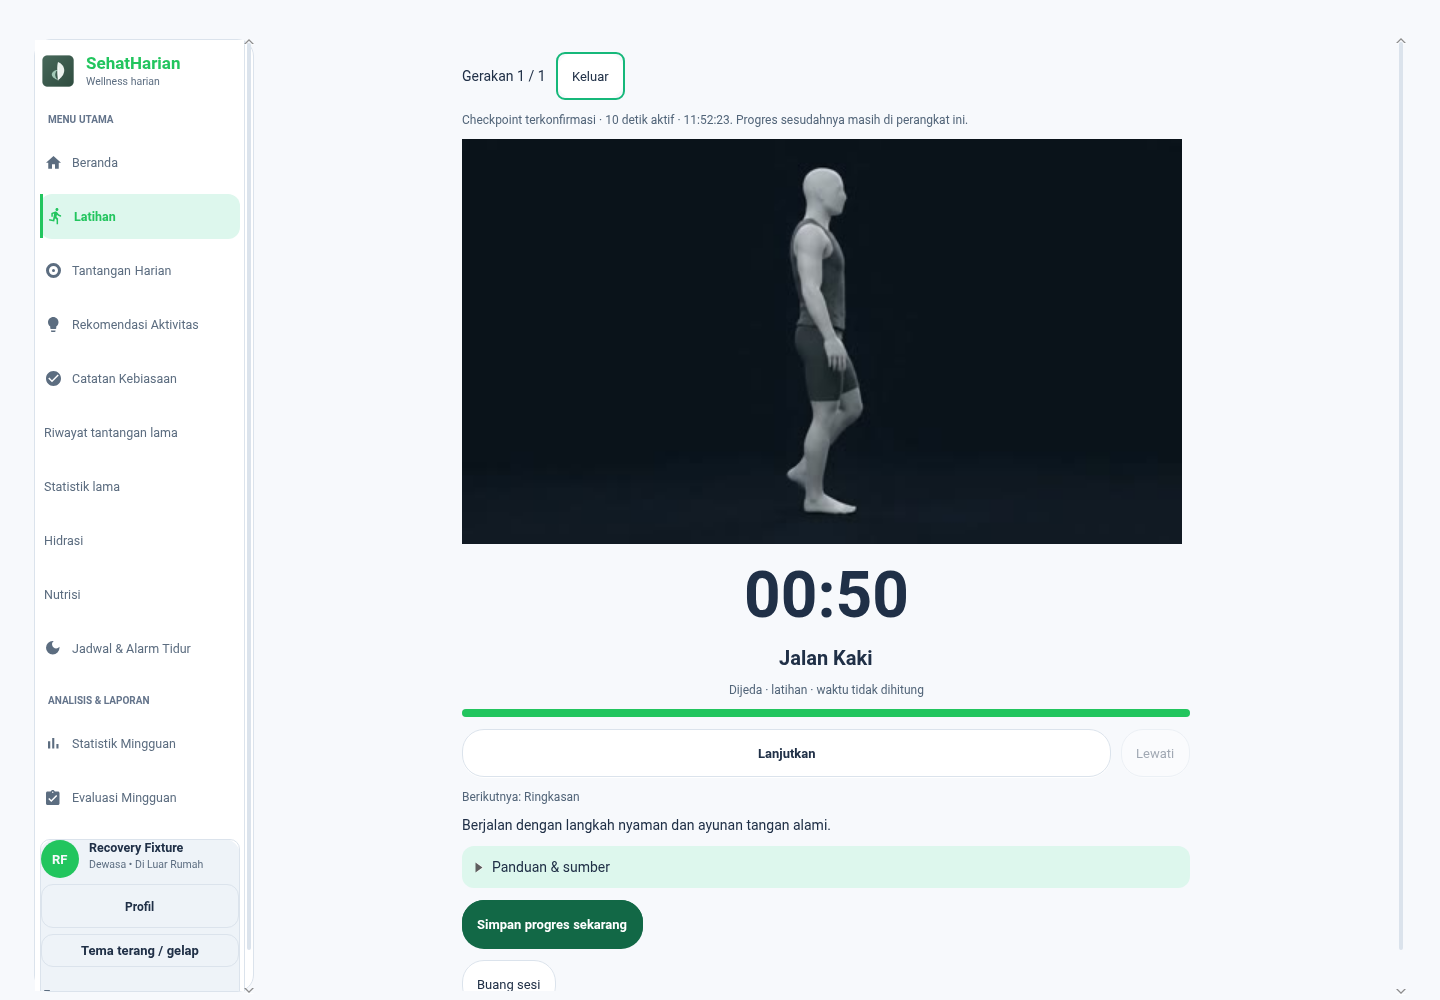 SehatHarian
Wellness harian
MENU UTAMA
Beranda
Latihan
Tantangan Harian
Rekomendasi Aktivitas
Catatan Kebiasaan
Riwayat tantangan lama
Statistik lama
Hidrasi
Nutrisi
Jadwal & Alarm Tidur
ANALISIS & LAPORAN
Statistik Mingguan
Evaluasi Mingguan
RF
Recovery Fixture
Dewasa • Di Luar Rumah
Profil
Tema terang / gelap
Gerakan 1 / 1
Keluar
Checkpoint terkonfirmasi · 10 detik aktif · 11:52:23. Progres sesudahnya masih di perangkat ini.
00:50
Jalan Kaki
Dijeda · latihan · waktu tidak dihitung
Lanjutkan
Lewati
Berikutnya: Ringkasan
Berjalan dengan langkah nyaman dan ayunan tangan alami.
Panduan & sumber
Simpan progres sekarang
Buang sesi